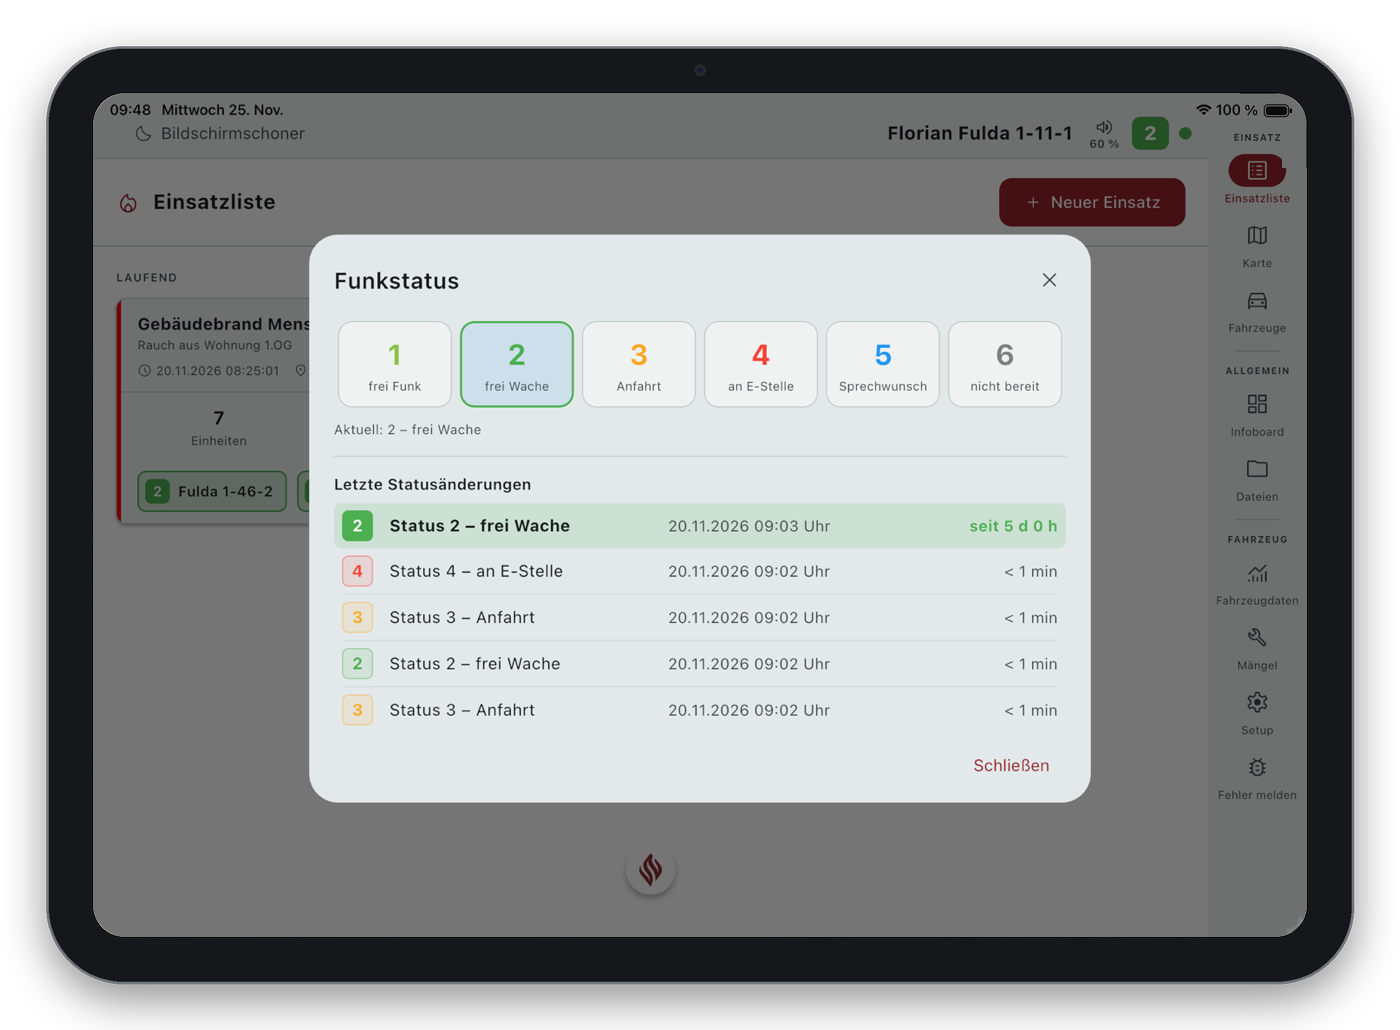 09:48 Mittwoch 25. Nov.
100 %
Bildschirmschoner
Florian Fulda 1-11-1
60 %
2
EINSATZ
Einsatzliste
Karte
Fahrzeuge
ALLGEMEIN
Infoboard
Dateien
FAHRZEUG
Fahrzeugdaten
Mängel
Setup
Fehler melden
Einsatzliste
+ Neuer Einsatz
LAUFEND
Gebäudebrand
Rauch aus Wohnung 1.OG
20.11.2026 08:25:01
7
Einheiten
2 Fulda 1-46-2
Funkstatus
1
frei Funk
2
frei Wache
3
Anfahrt
4
an E-Stelle
5
Sprechwunsch
6
nicht bereit
Aktuell: 2 – frei Wache
Letzte Statusänderungen
2 Status 2 – frei Wache 20.11.2026 09:03 Uhr seit 5 d 0 h
4 Status 4 – an E-Stelle 20.11.2026 09:02 Uhr < 1 min
3 Status 3 – Anfahrt 20.11.2026 09:02 Uhr < 1 min
2 Status 2 – frei Wache 20.11.2026 09:02 Uhr < 1 min
3 Status 3 – Anfahrt 20.11.2026 09:02 Uhr < 1 min
Schließen